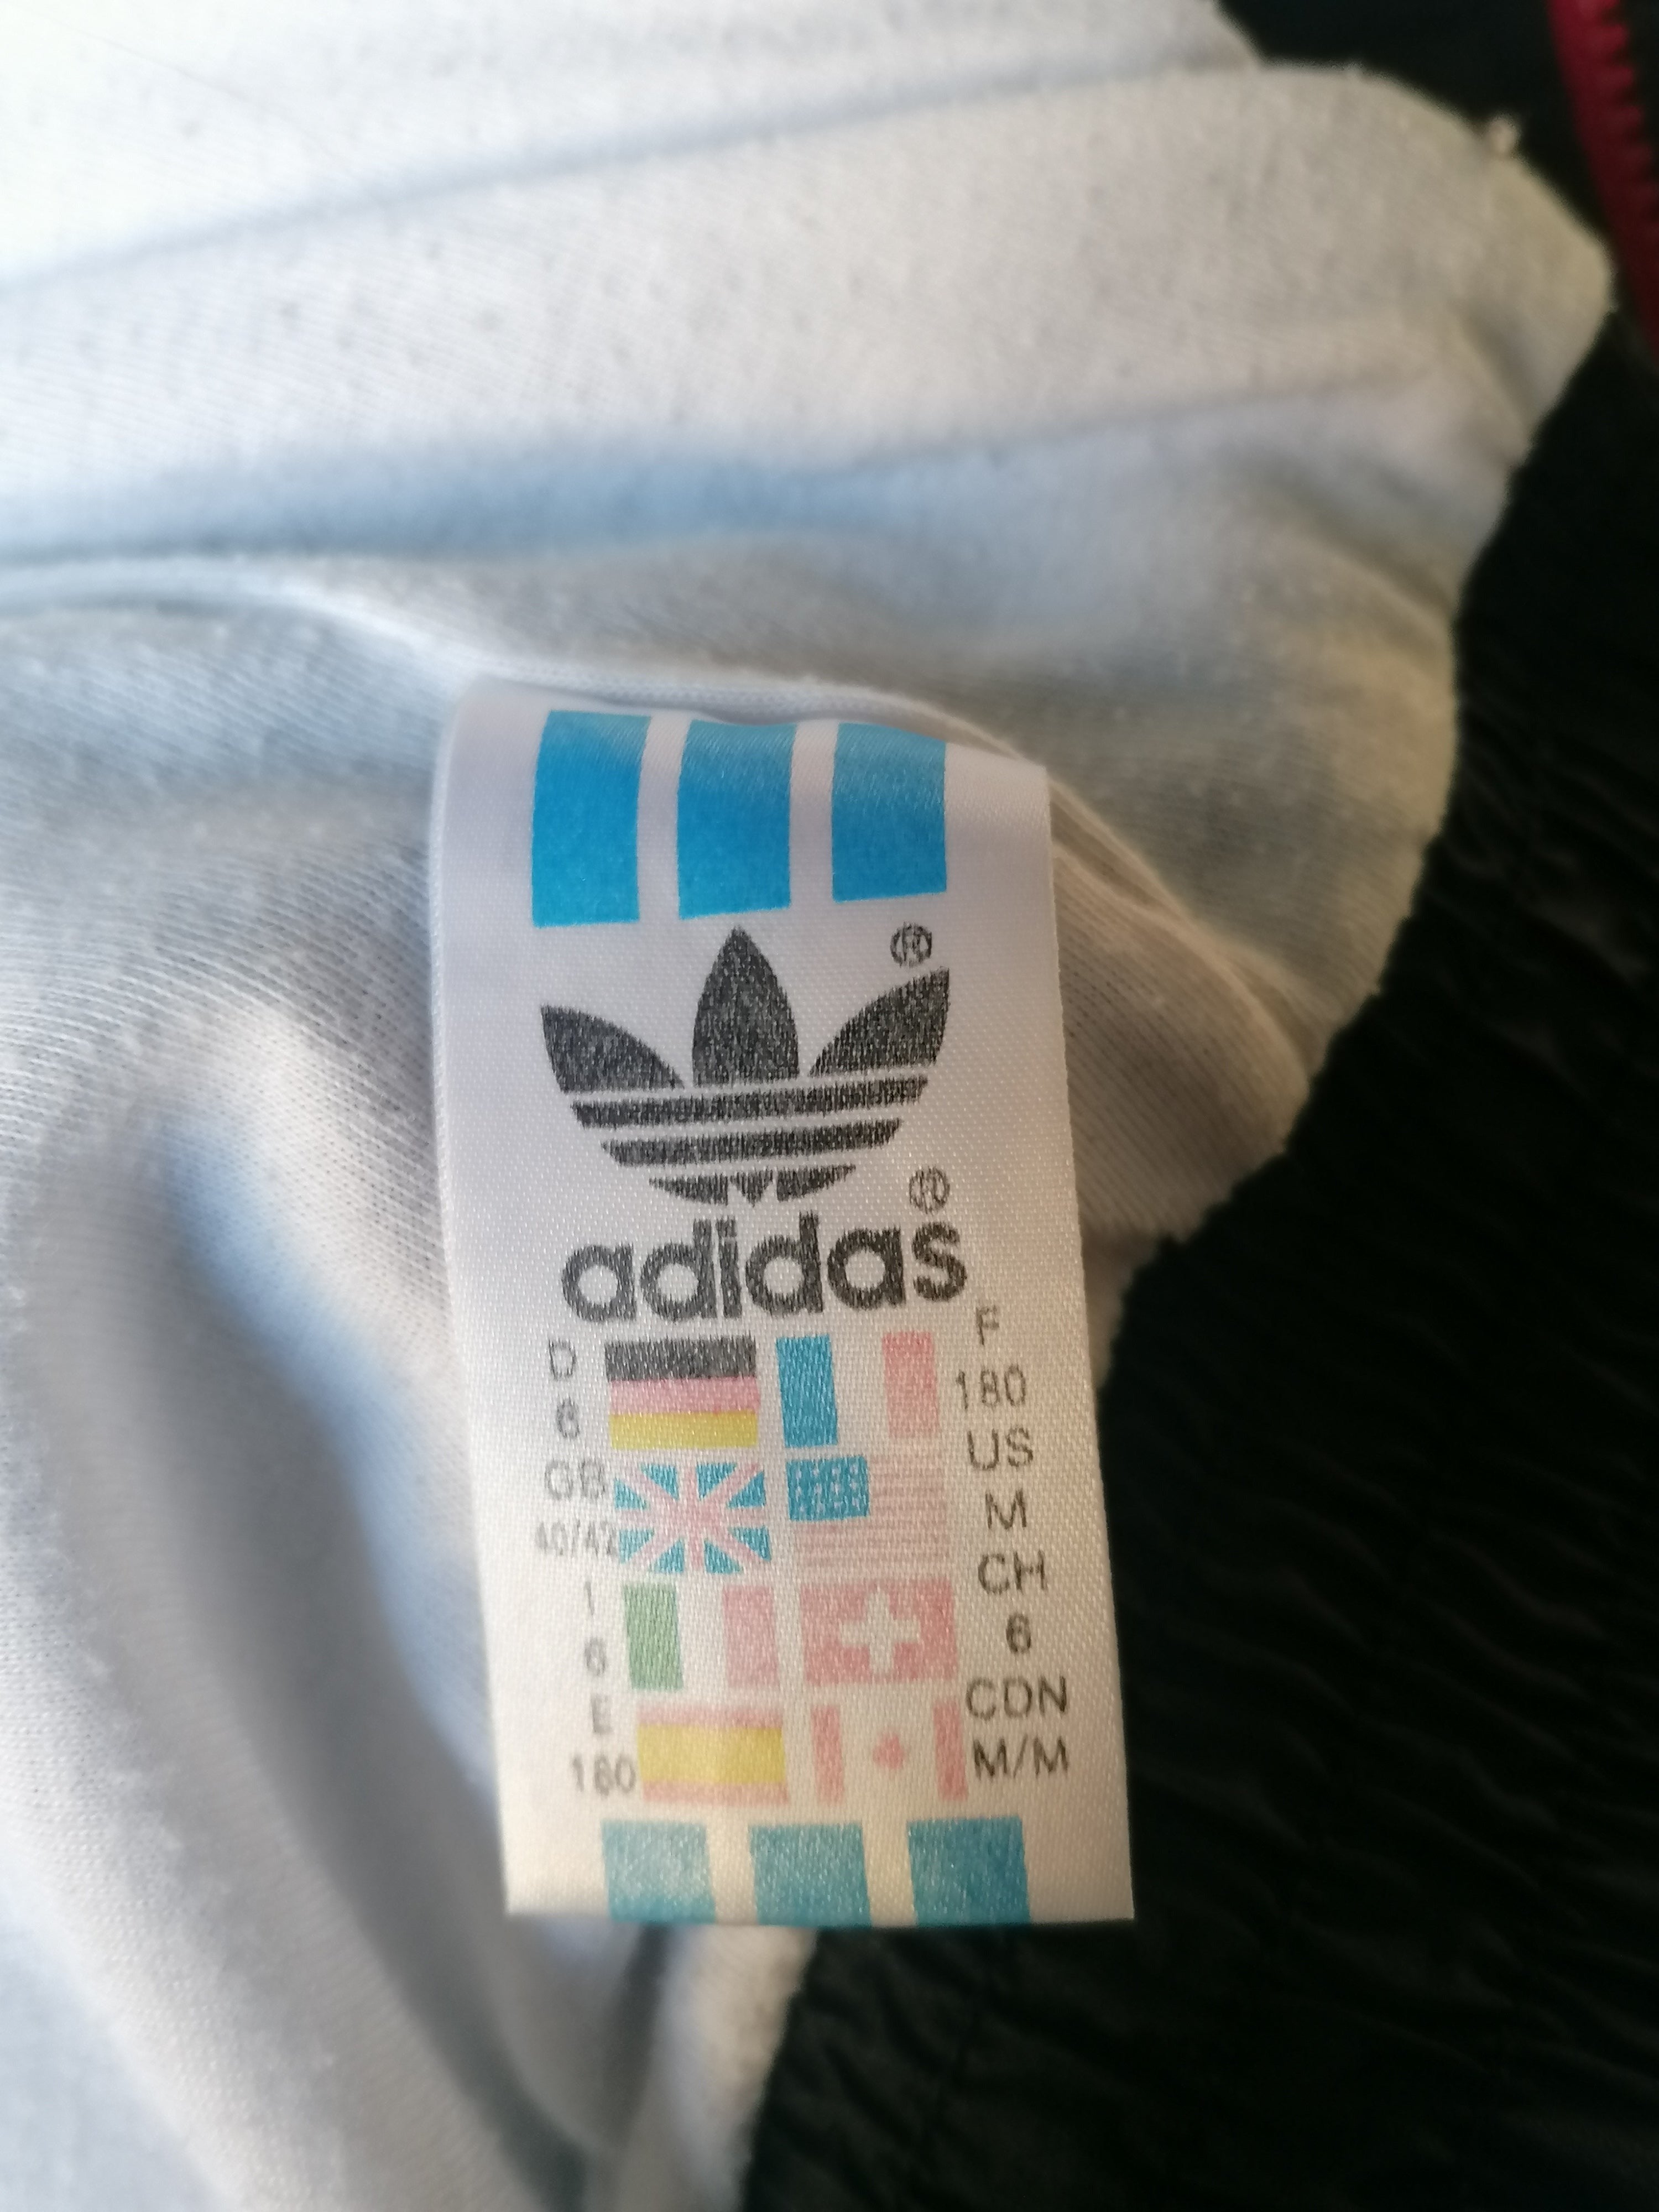 ®
®
adidas
D
6
GB
40/42
I
6
E
180
F
180
US
M
CH
6
CDN
M/M